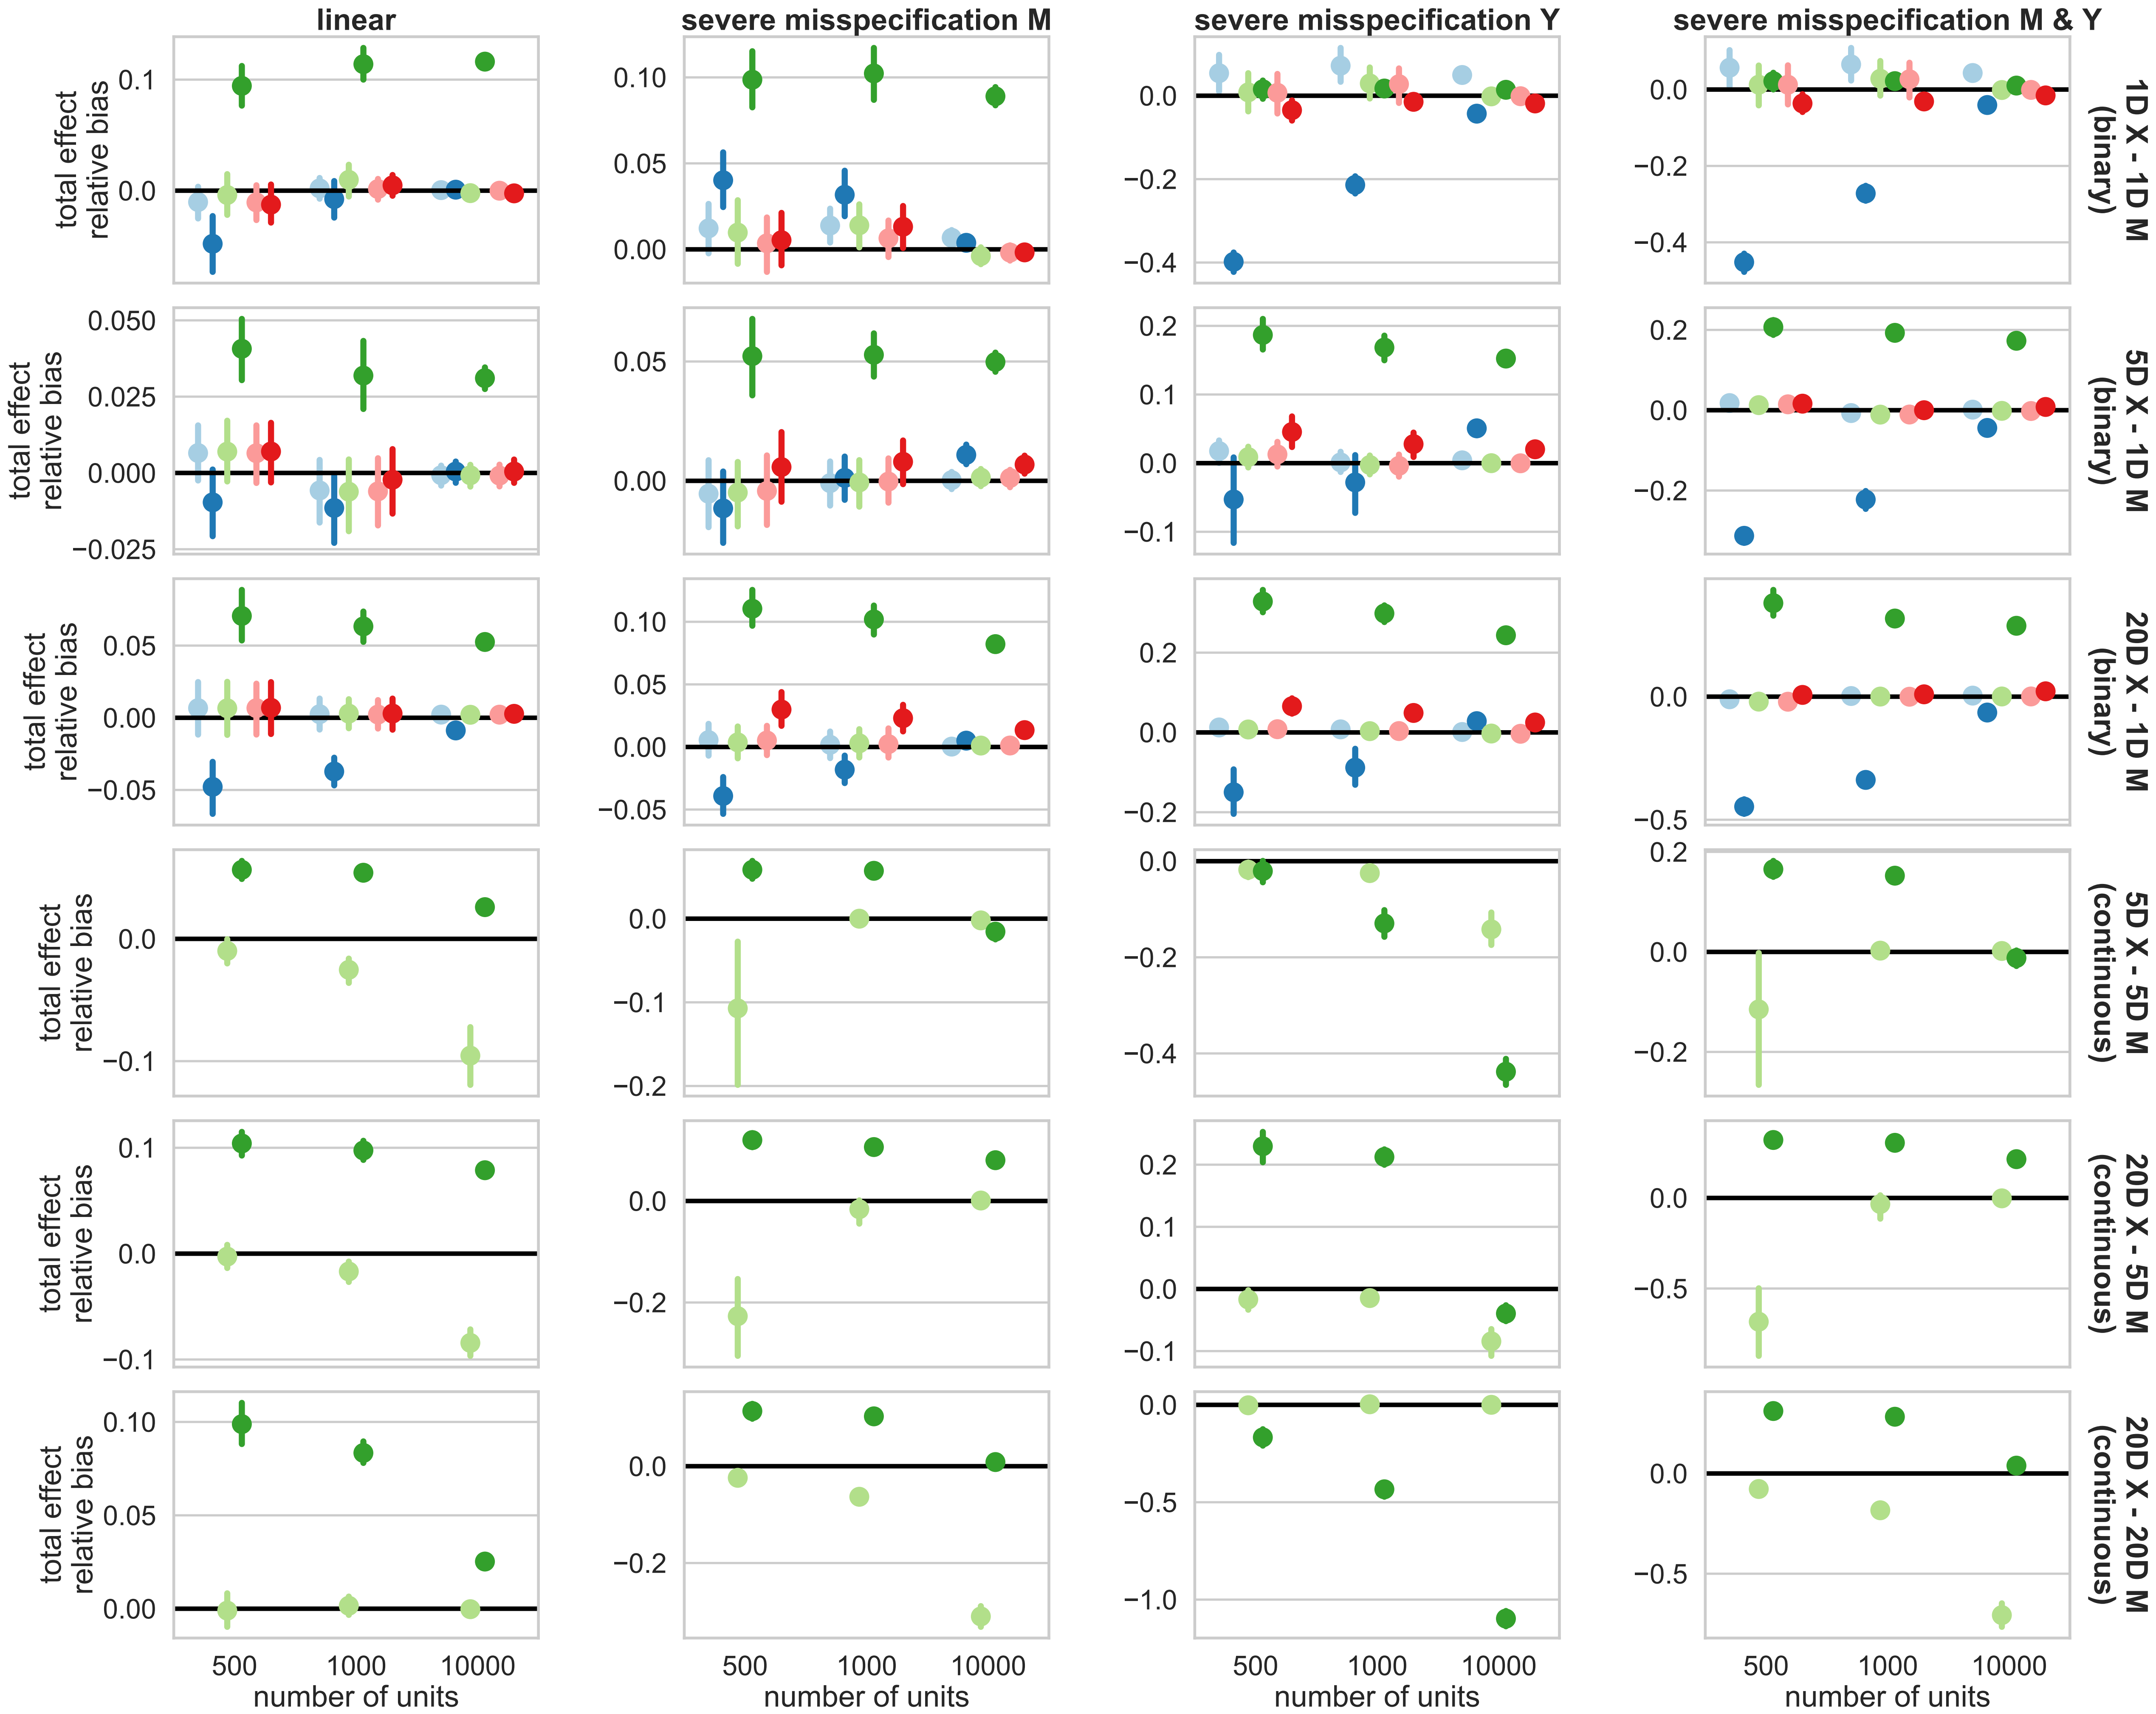 linear
severe misspecification M
severe misspecification Y
severe misspecification M & Y
total effect
relative bias
0.1
0.0
0.10
0.05
0.00
0.0
−0.2
−0.4
0.0
−0.2
−0.4
1D X - 1D M
(binary)
total effect
relative bias
0.050
0.025
0.000
−0.025
0.05
0.00
0.2
0.1
0.0
−0.1
0.2
0.0
−0.2
5D X - 1D M
(binary)
total effect
relative bias
0.05
0.00
−0.05
0.10
0.05
0.00
−0.05
0.2
0.0
−0.2
0.0
−0.5
20D X - 1D M
(binary)
total effect
relative bias
0.0
−0.1
0.0
−0.1
−0.2
0.0
−0.2
−0.4
0.2
0.0
−0.2
5D X - 5D M
(continuous)
total effect
relative bias
0.1
0.0
−0.1
0.0
−0.2
0.2
0.1
0.0
−0.1
0.0
−0.5
20D X - 5D M
(continuous)
total effect
relative bias
0.10
0.05
0.00
0.0
−0.2
0.0
−0.5
−1.0
0.0
−0.5
20D X - 20D M
(continuous)
500 1000 10000
number of units
500 1000 10000
number of units
500 1000 10000
number of units
500 1000 10000
number of units